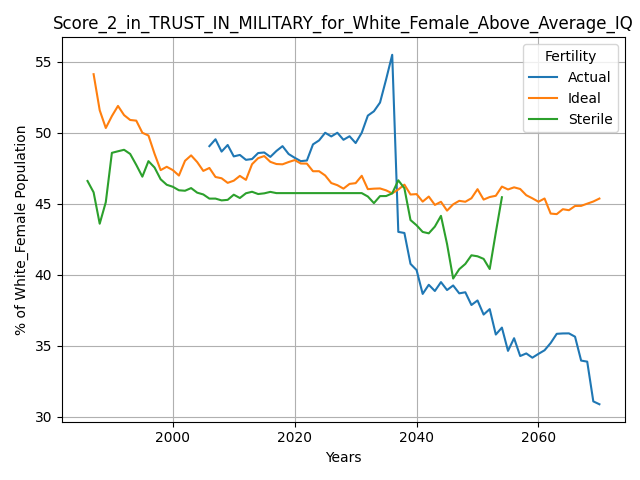 Score_2_in_TRUST_IN_MILITARY_for_White_Female_Above_Average_IQ
Fertility
Actual
Ideal
Sterile
% of White_Female Population
55
50
45
40
35
30
2000
2020
2040
2060
Years